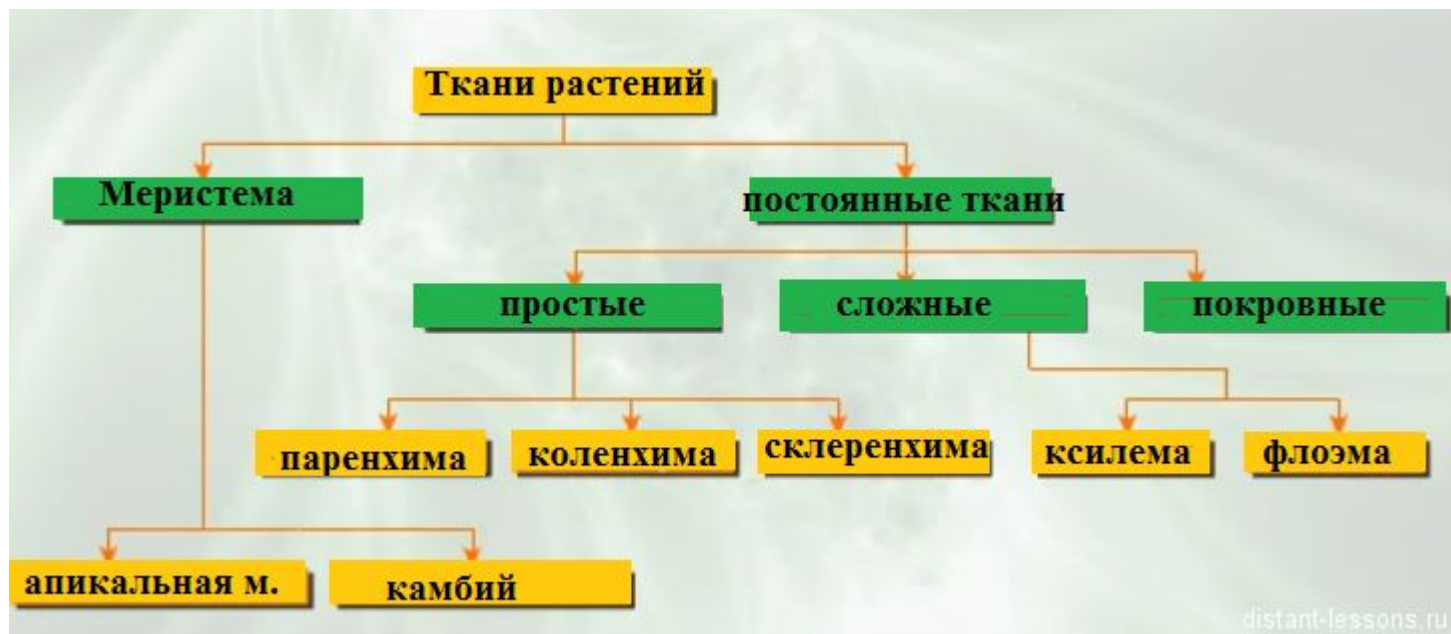 Ткани растений
Меристема
постоянные ткани
простые
сложные
покровные
паренхима
коленхима
склеренхима
ксилема
флоэма
апикальная м.
камбий
distant-lessons.ru